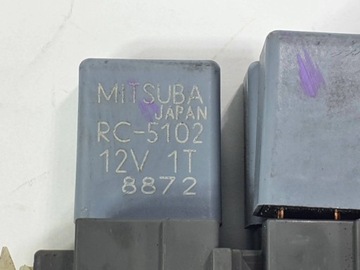 MITSUBA
JAPAN
RC-5102
12V 1T
8872